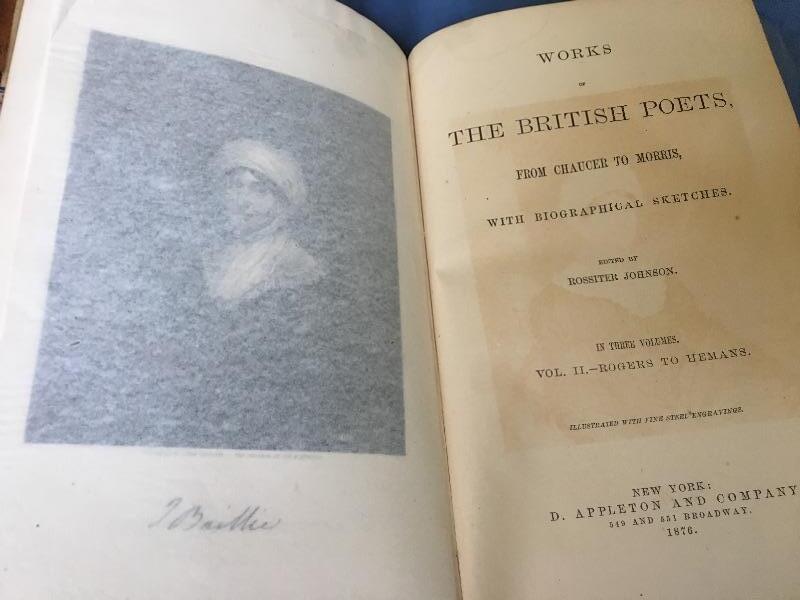 J Baillie
WORKS
OF
THE BRITISH POETS,
FROM CHAUCER TO MORRIS,
WITH BIOGRAPHICAL SKETCHES.
EDITED BY
ROSSITER JOHNSON.
IN THREE VOLUMES.
VOL. II.—ROGERS TO HEMANS.
ILLUSTRATED WITH FINE STEEL ENGRAVINGS.
NEW YORK:
D. APPLETON AND COMPANY
549 AND 551 BROADWAY.
1876.